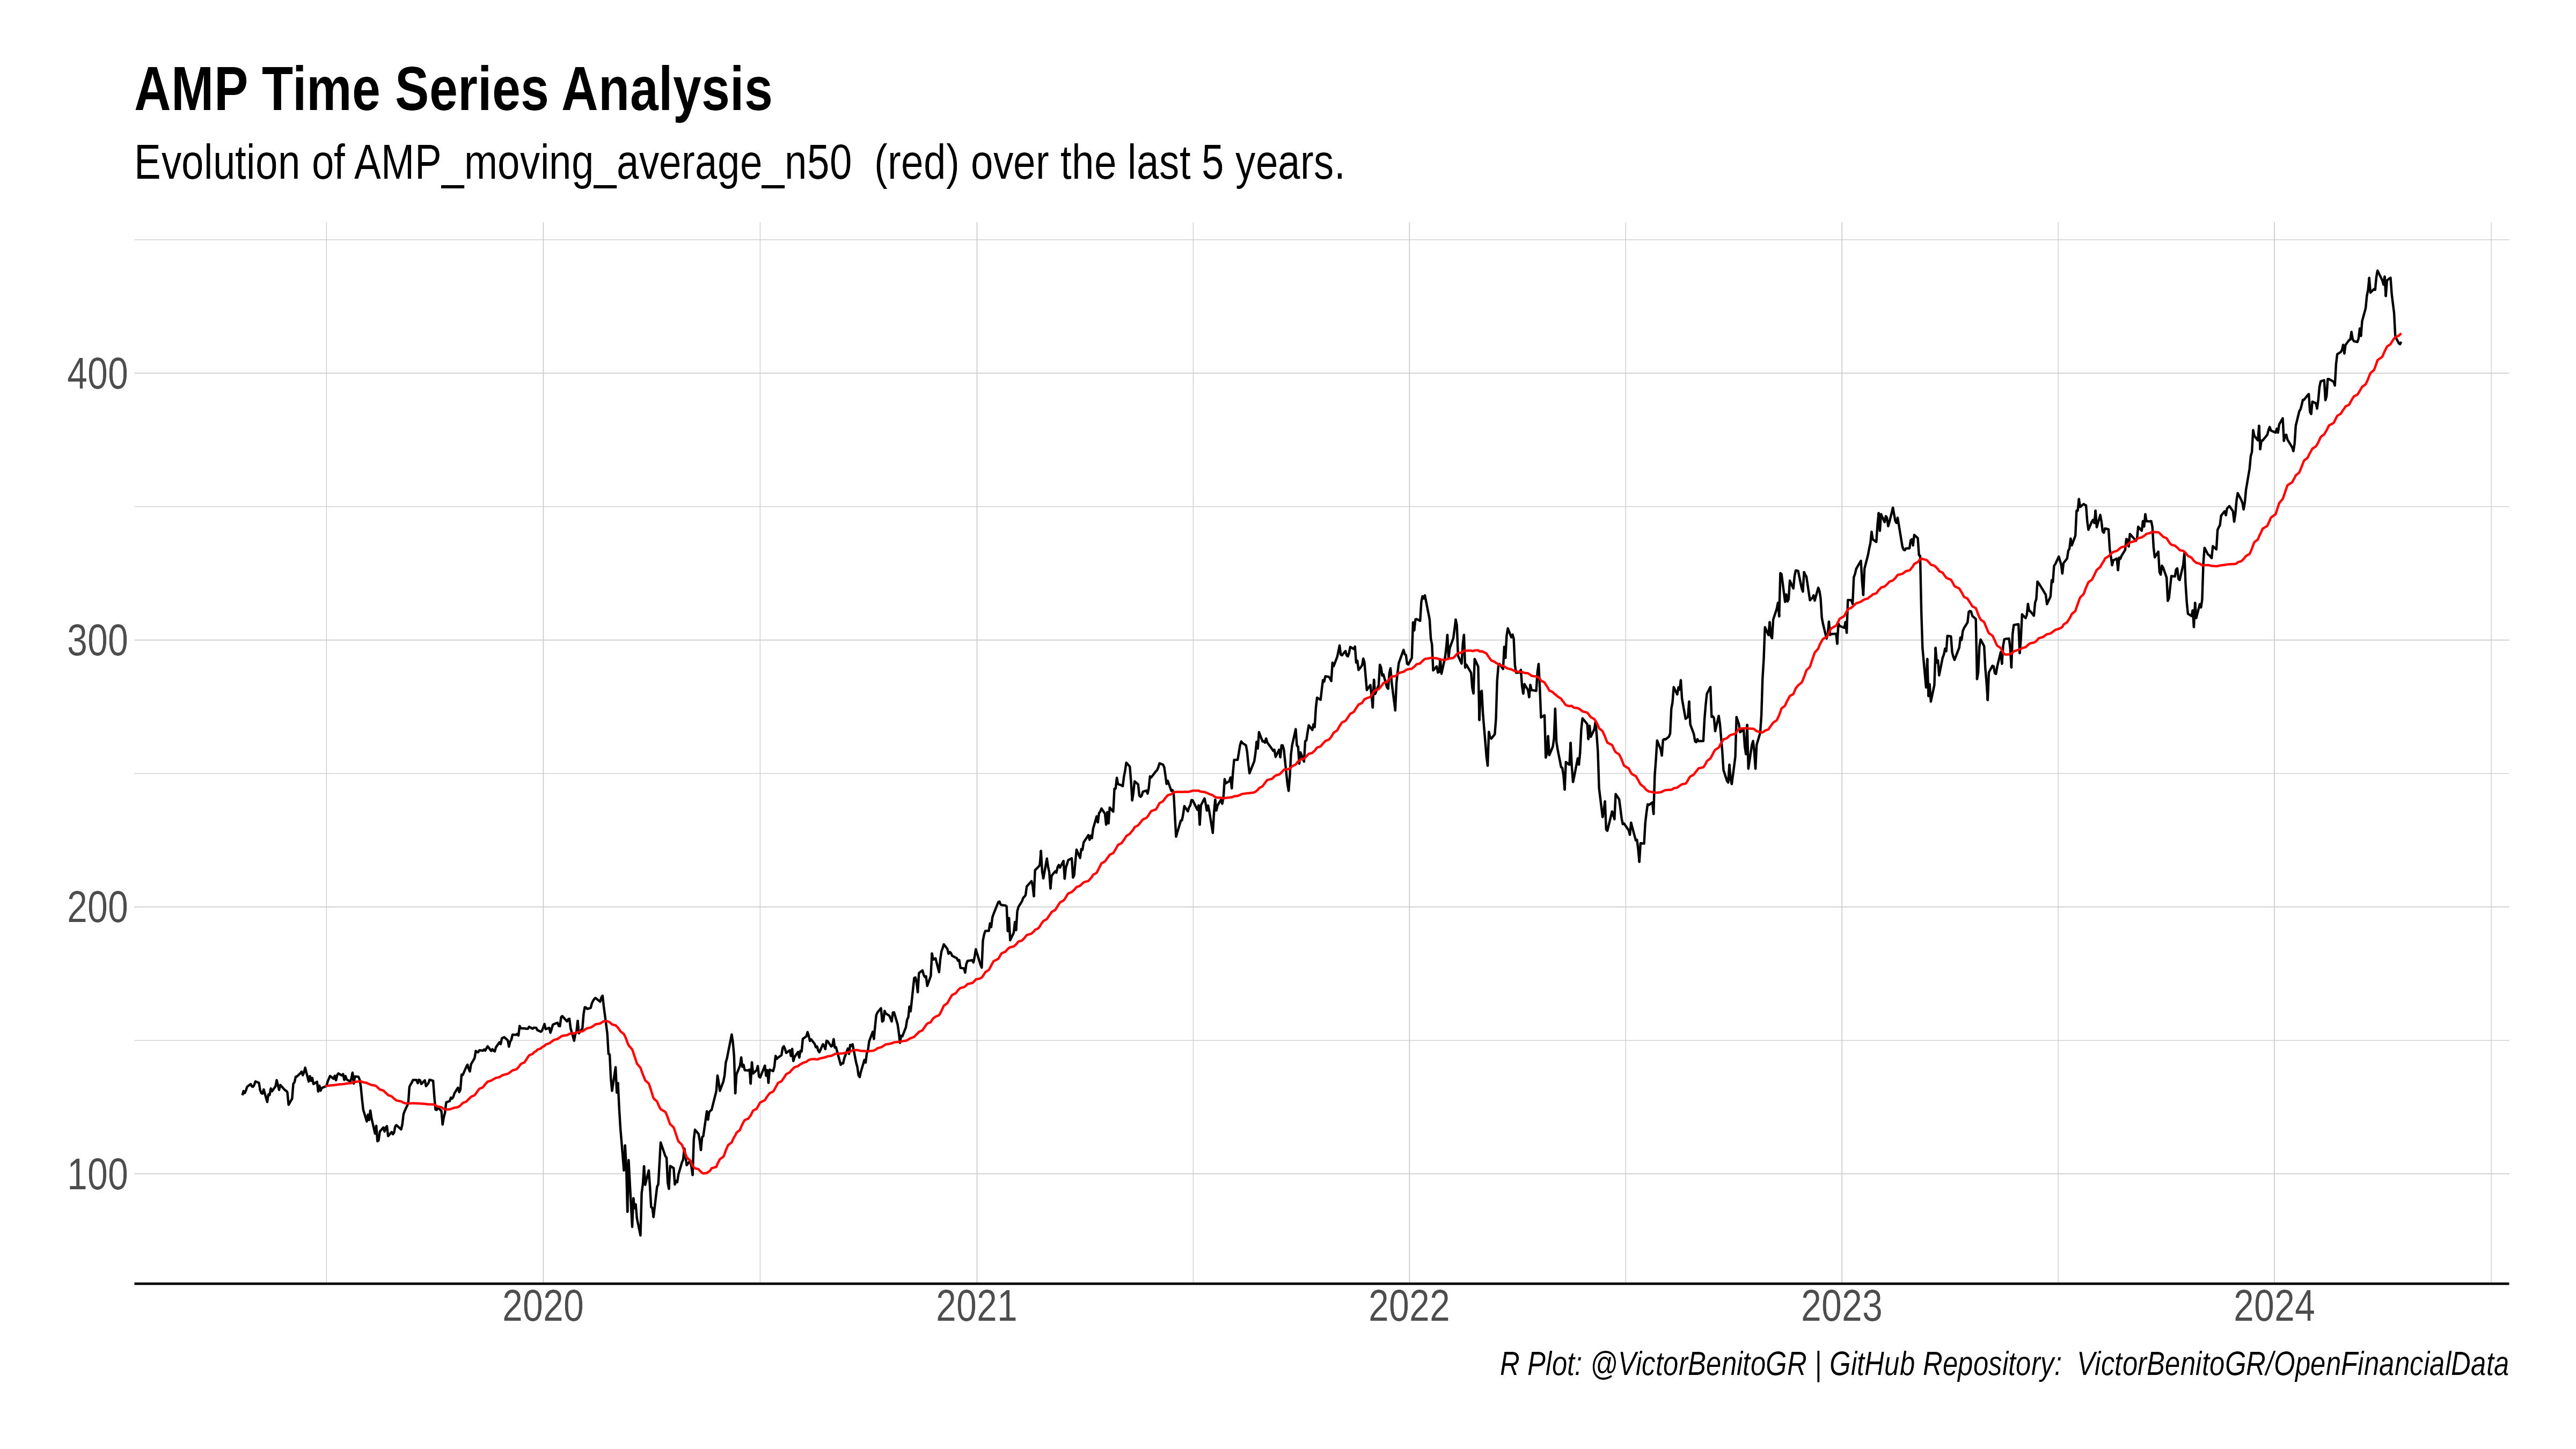 AMP Time Series Analysis
Evolution of AMP_moving_average_n50  (red) over the last 5 years.
400
300
200
100
2020 2021 2022 2023 2024
R Plot: @VictorBenitoGR | GitHub Repository:  VictorBenitoGR/OpenFinancialData